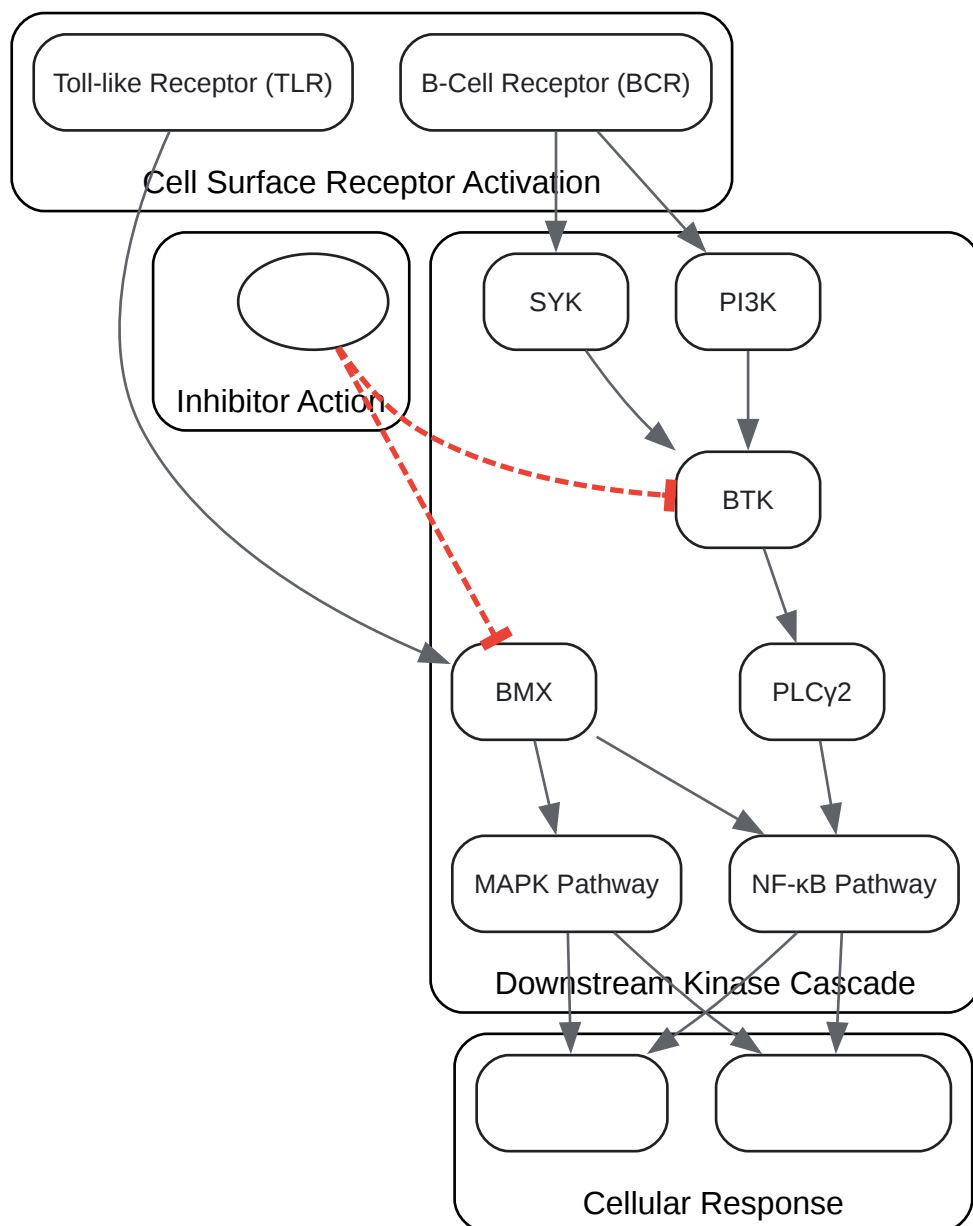 Toll-like Receptor (TLR)
B-Cell Receptor (BCR)
Cell Surface Receptor Activation
SYK
PI3K
Inhibitor Action
BTK
BMX
PLCγ2
MAPK Pathway
NF-κB Pathway
Downstream Kinase Cascade
Cellular Response